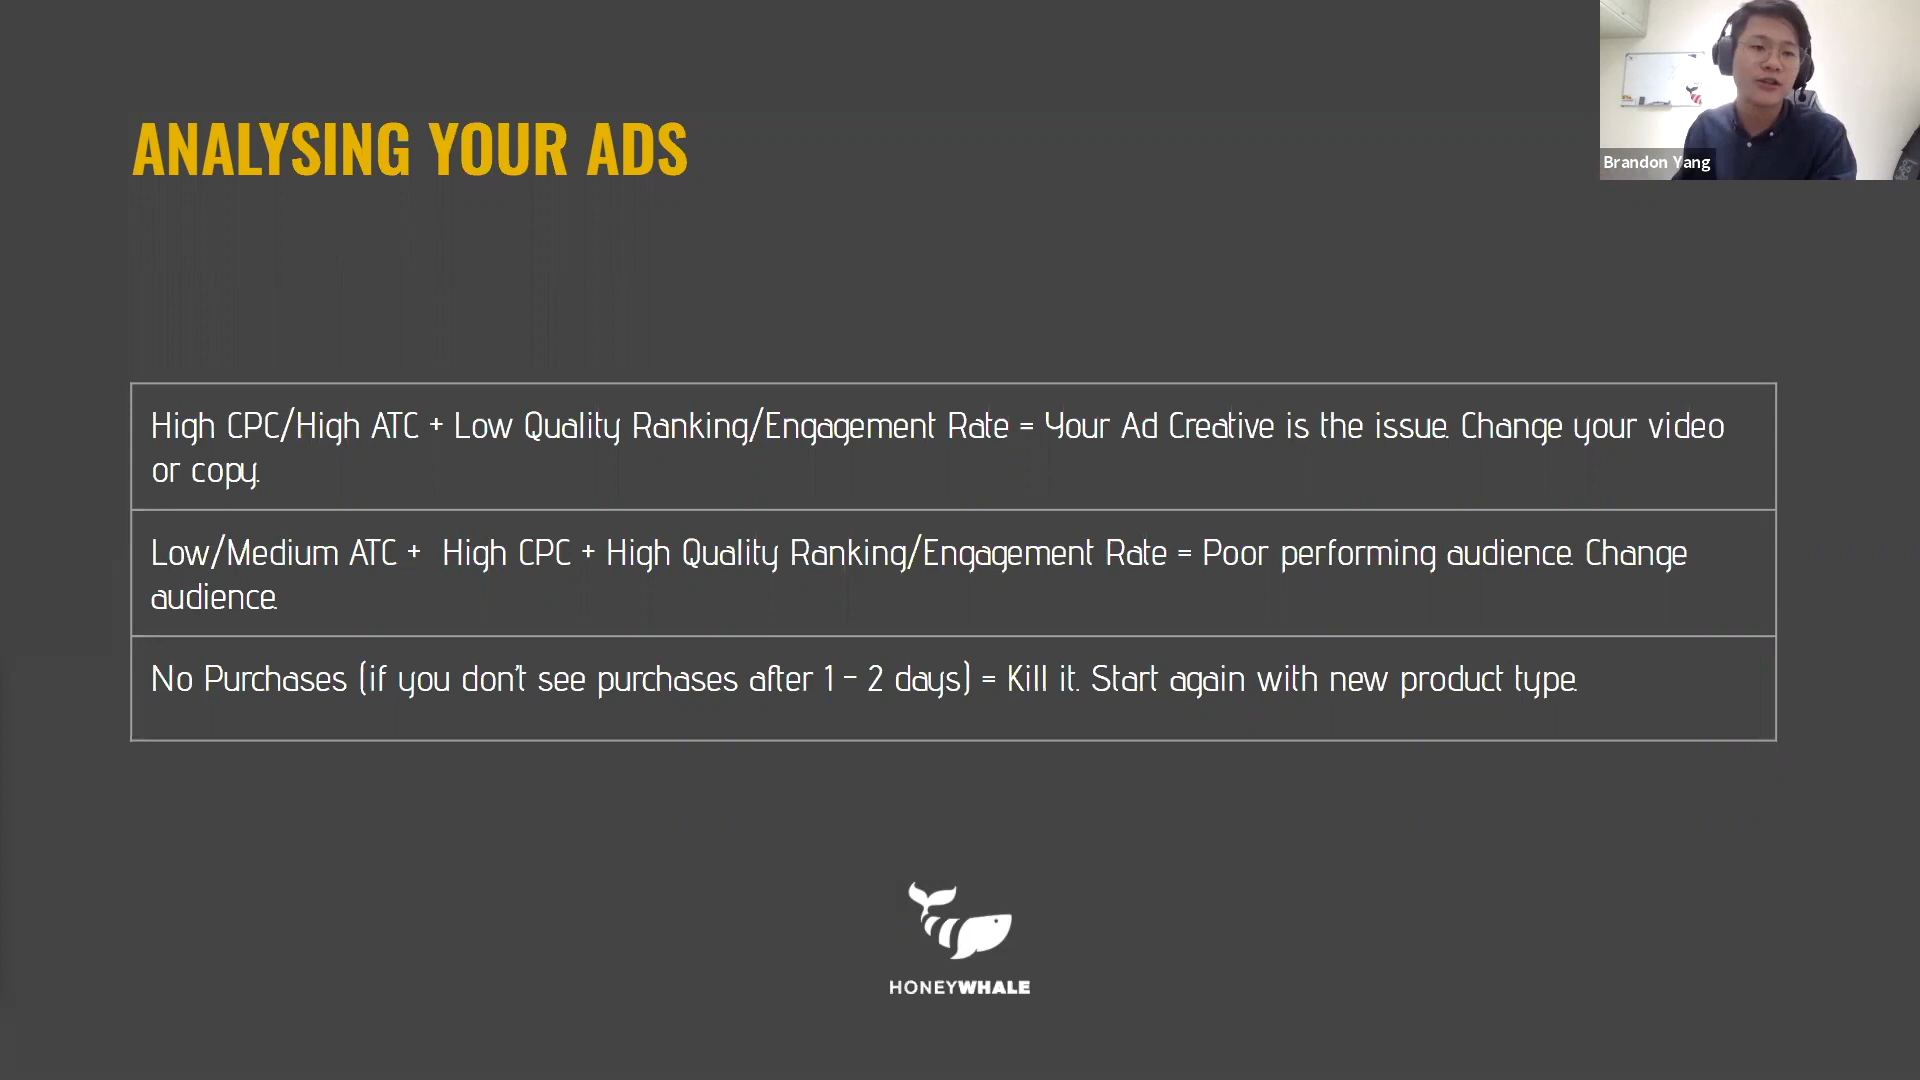 ANALYSING YOUR ADS
Brandon Yang
High CPC/High ATC + Low Quality Ranking/Engagement Rate = Your Ad Creative is the issue. Change your video
or copy.
Low/Medium ATC + High CPC + High Quality Ranking/Engagement Rate = Poor performing audience. Change
audience.
No Purchases (if you don't see purchases after 1 - 2 days) = Kill it. Start again with new product type.
HONEYWHALE